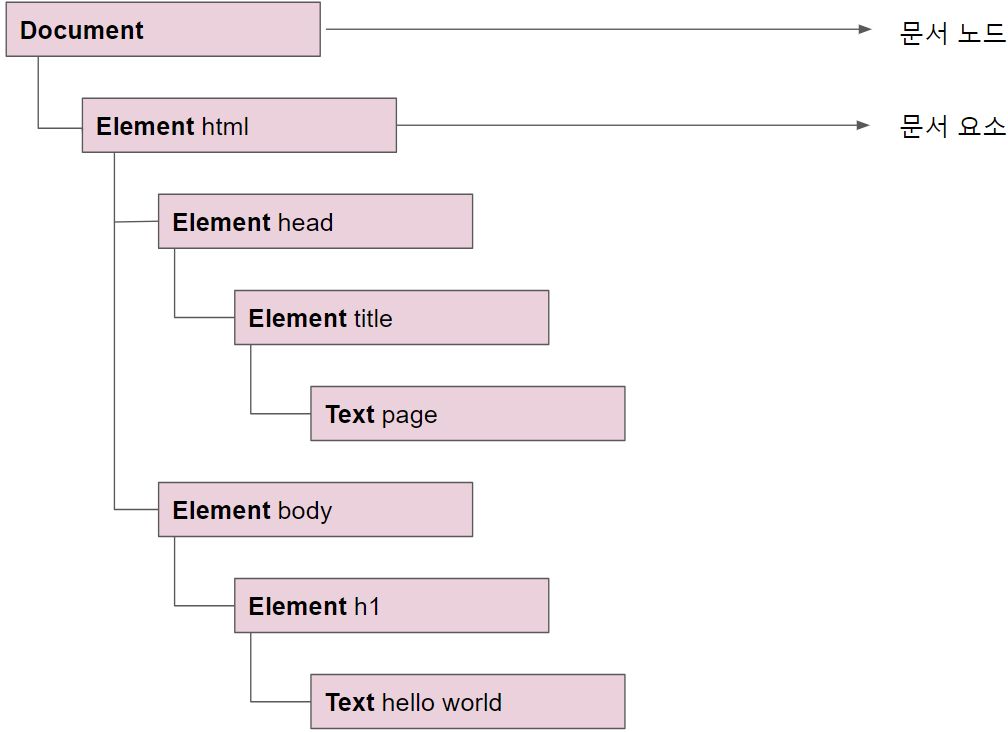 Document
문서 노드
Element html
문서 요소
Element head
Element title
Text page
Element body
Element h1
Text hello world